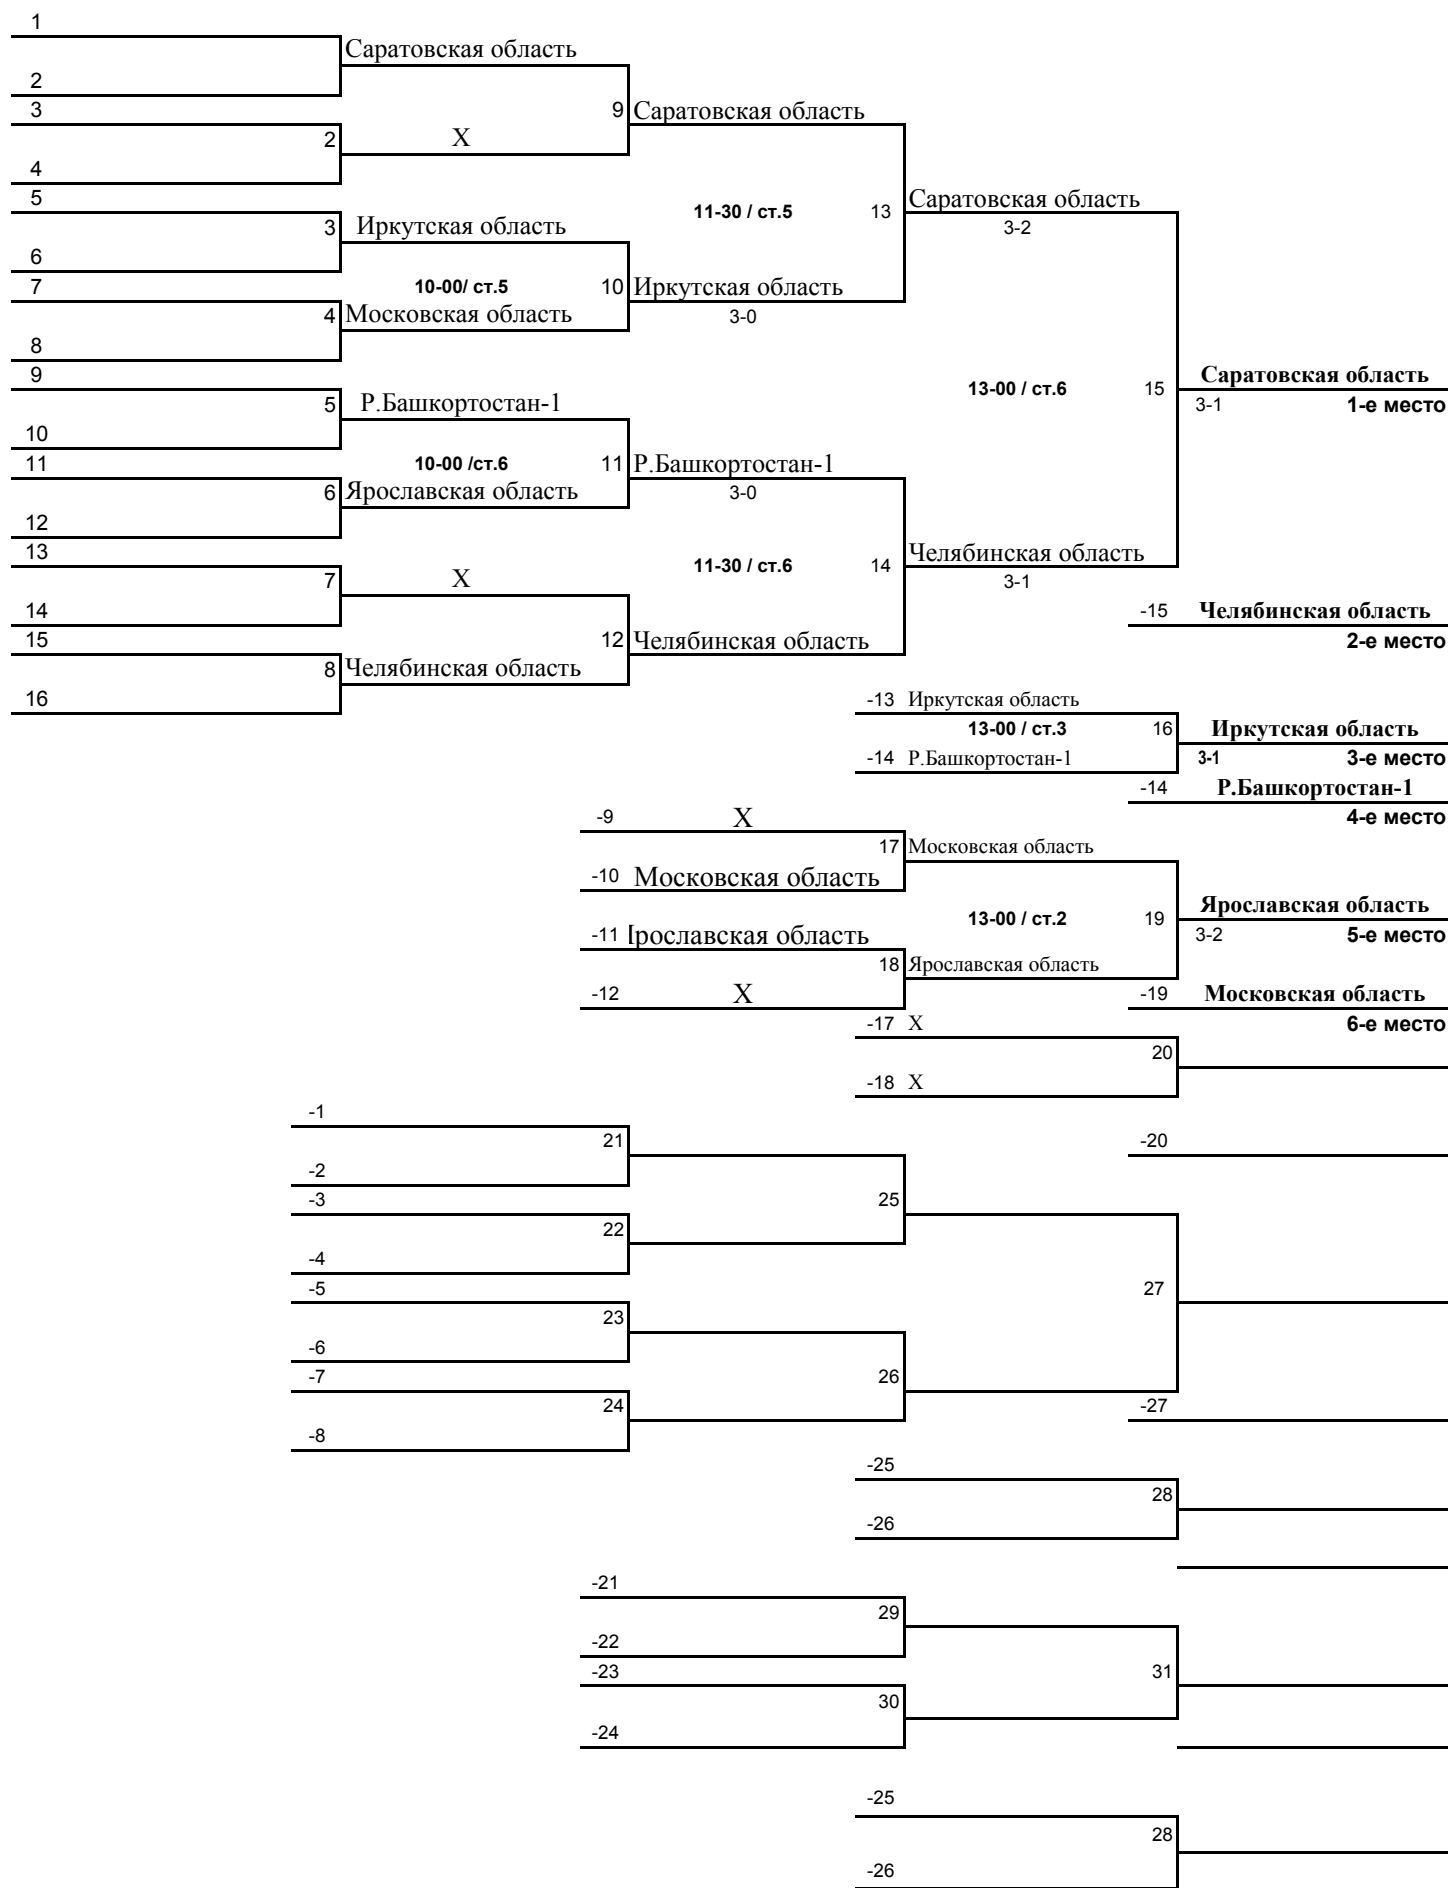 1
Саратовская область
2
3
9 Саратовская область
2 X
4
5
Саратовская область
11-30 / ст.5 13
3 Иркутская область
3-2
6
7
10-00/ ст.5 10 Иркутская область
4 Московская область
3-0
8
9
Саратовская область
13-00 / ст.6 15
5 Р.Башкортостан-1
3-1 1-е место
10
11
10-00 /ст.6 11 Р.Башкортостан-1
6 Ярославская область
3-0
12
13
Челябинская область
11-30 / ст.6 14
7 X
3-1
14
-15 Челябинская область
15
12 Челябинская область
2-е место
8 Челябинская область
16
-13 Иркутская область
13-00 / ст.3 16 Иркутская область
-14 Р.Башкортостан-1
3-1 3-е место
-14 Р.Башкортостан-1
4-е место
-9 X
17 Московская область
-10 Московская область
Ярославская область
13-00 / ст.2 19
-11 рославская область
3-2 5-е место
18 Ярославская область
-12 X
-19 Московская область
-17 X
6-е место
20
-18 X
-1
21
-20
-2
-3
25
22
-4
-5
27
23
-6
-7
26
24
-27
-8
-25
28
-26
-21
29
-22
-23
31
30
-24
-25
28
-26